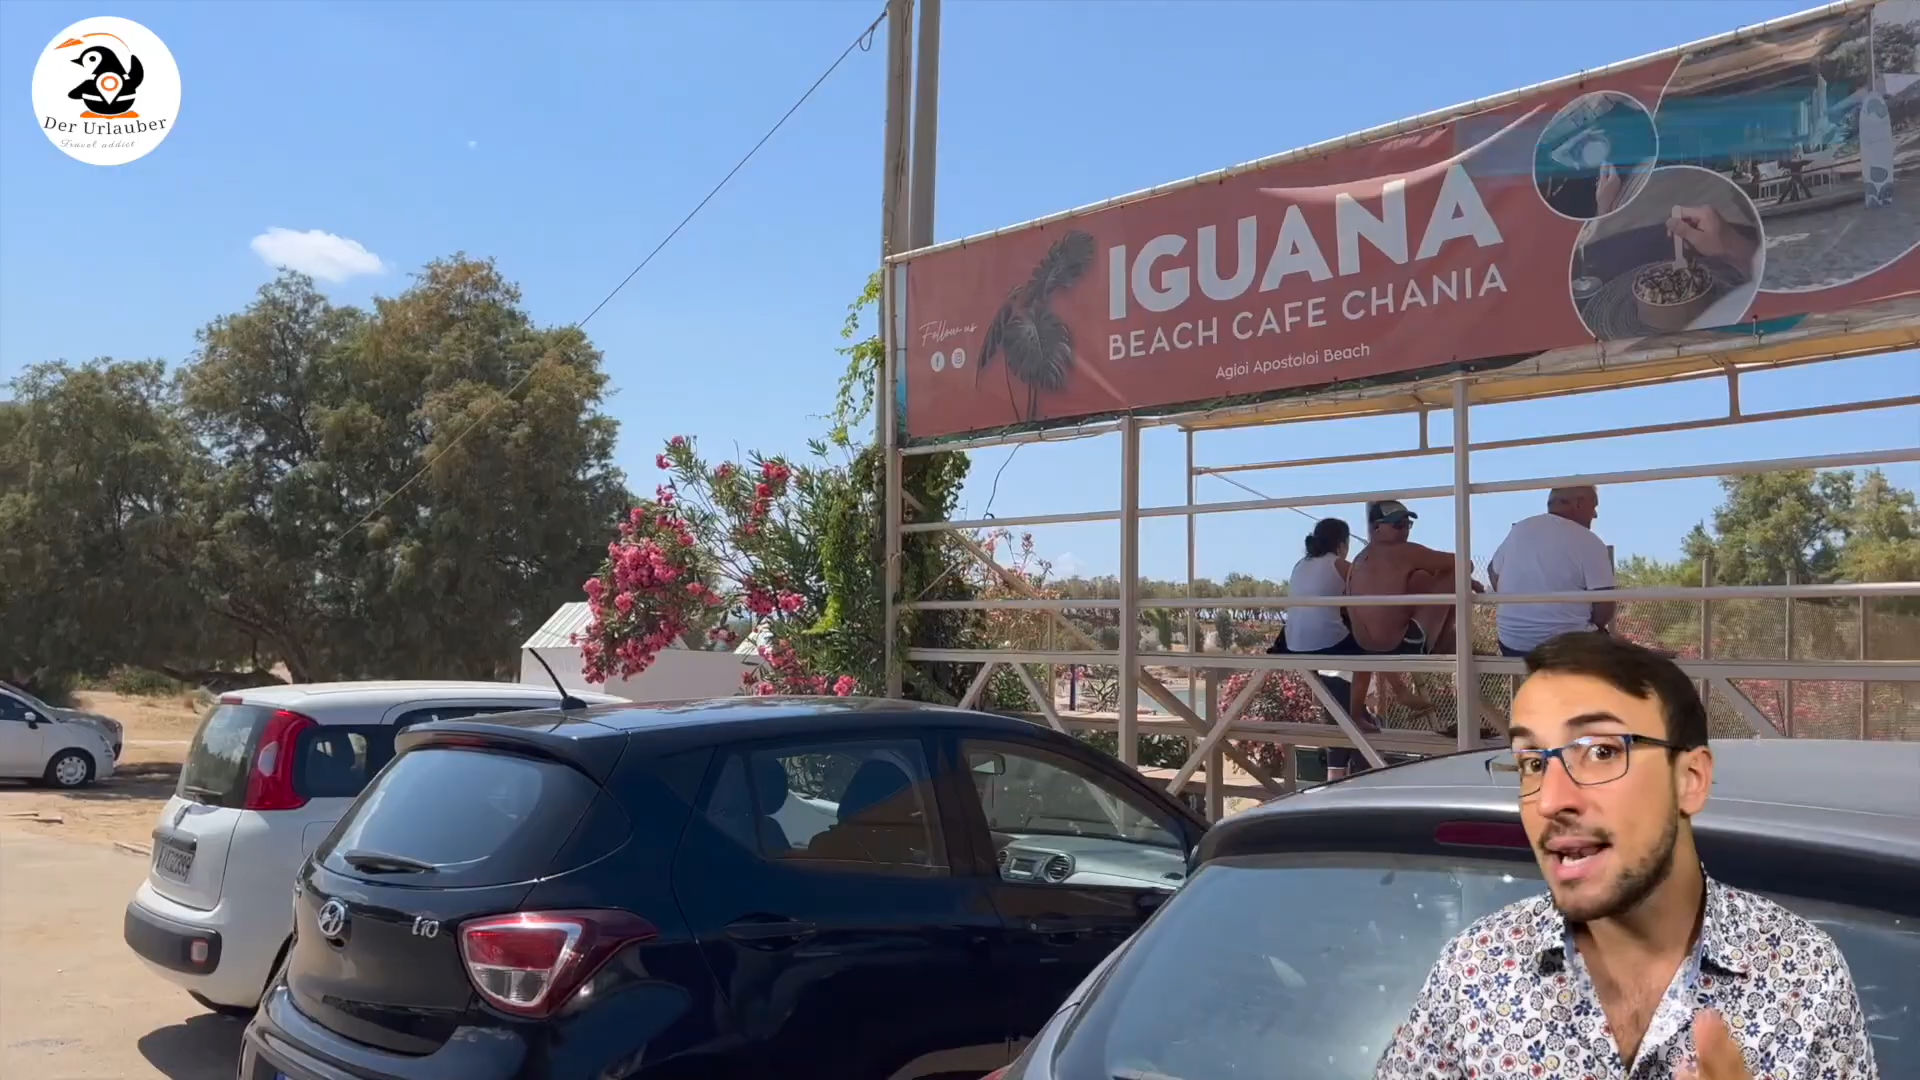 Der Urlauber
Travel addict
IGUANA
BEACH CAFE CHANIA
Follow us
Agioi Apostoloi Beach
i10